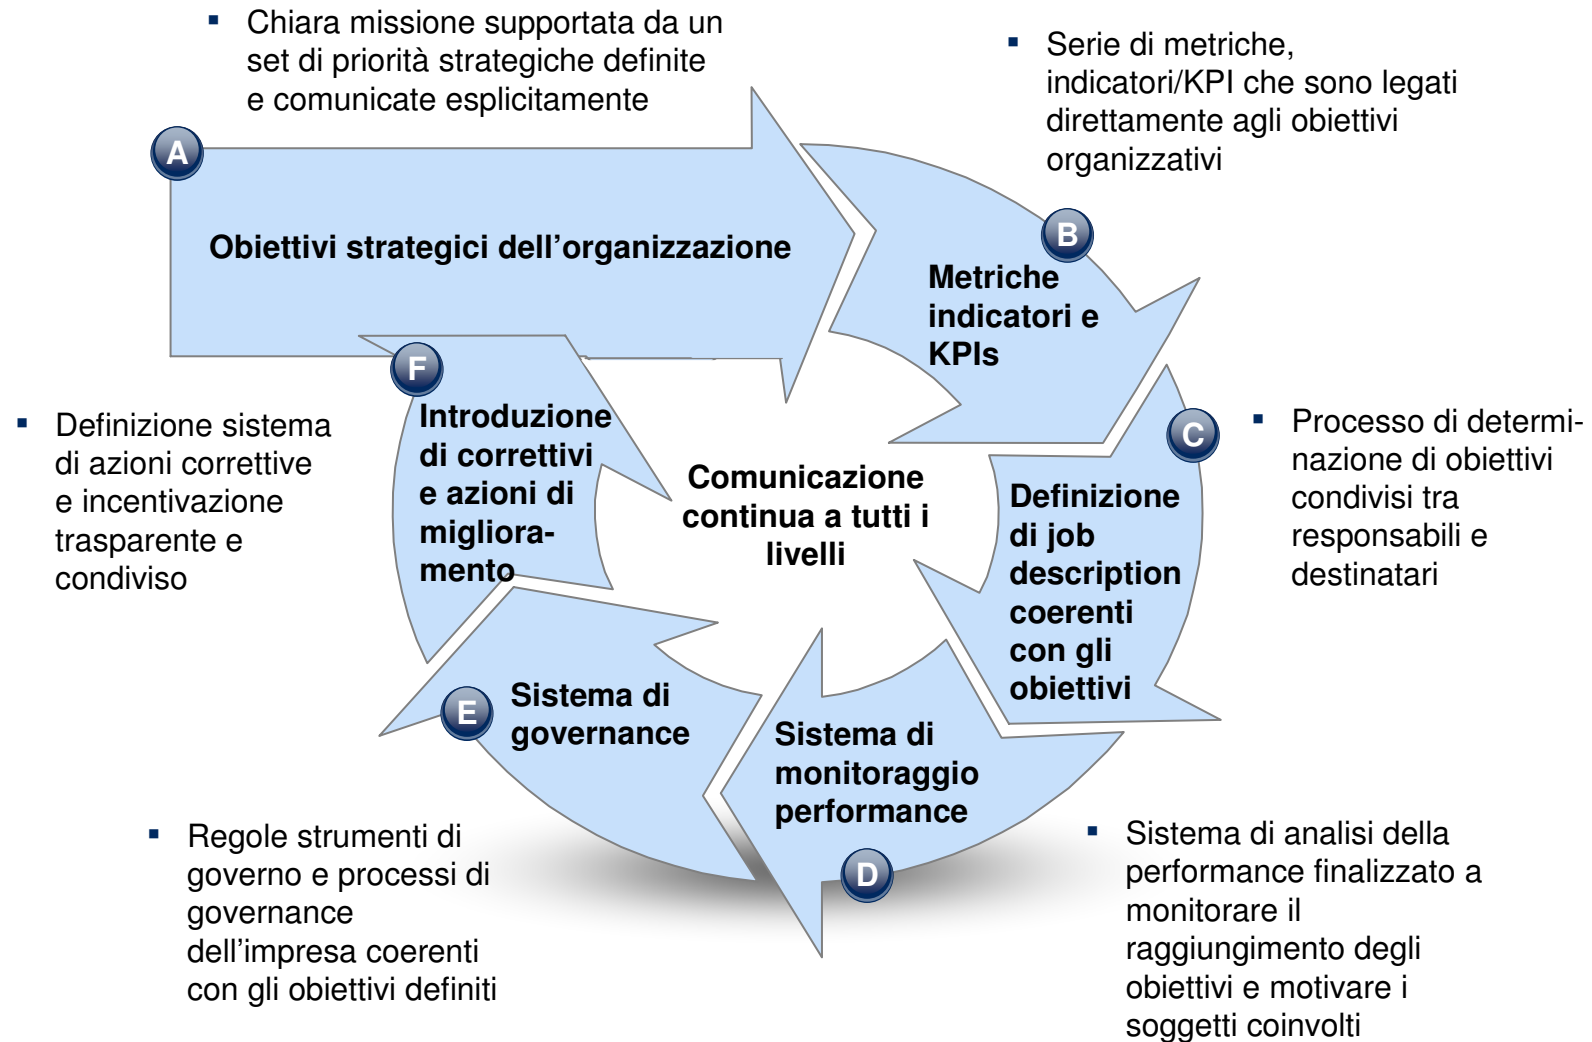 ▪ Chiara missione supportata da un
set di priorità strategiche definite
e comunicate esplicitamente
▪ Serie di metriche,
indicatori/KPI che sono legati
direttamente agli obiettivi
organizzativi
A
Obiettivi strategici dell’organizzazione
B
Metriche
indicatori e
KPIs
C
▪ Processo di determi-
nazione di obiettivi
condivisi tra
responsabili e
destinatari
Definizione
di job
description
coerenti
con gli
obiettivi
F
Introduzione
di correttivi
e azioni di
migliora-
mento
▪ Definizione sistema
di azioni correttive
e incentivazione
trasparente e
condiviso
Comunicazione
continua a tutti i
livelli
E
Sistema di
governance
Sistema di
monitoraggio
performance
D
▪ Regole strumenti di
governo e processi di
governance
dell’impresa coerenti
con gli obiettivi definiti
▪ Sistema di analisi della
performance finalizzato a
monitorare il
raggiungimento degli
obiettivi e motivare i
soggetti coinvolti